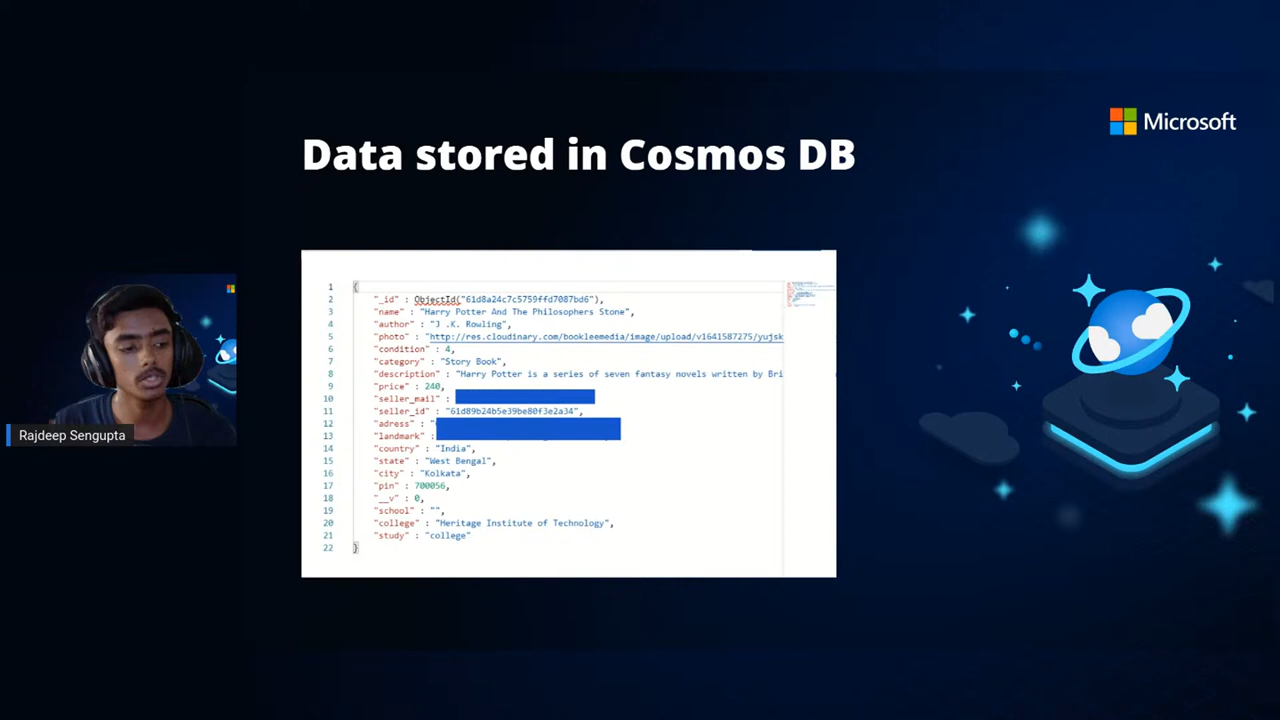 Microsoft
Data stored in Cosmos DB
1 {
2 "_id" : ObjectId("61d8a24c7c5759ffd7087bd6"),
3 "name" : "Harry Potter And The Philosophers Stone",
4 "author" : "J .K. Rowling",
5 "photo" : "http://res.cloudinary.com/bookleemedia/image/upload/v1641587275/yujsk
6 "condition" : 4,
7 "category" : "Story Book",
8 "description" : "Harry Potter is a series of seven fantasy novels written by Bri
9 "price" : 240,
10 "seller_mail" :
11 "seller_id" : "61d89b24b5e39be80f3e2a34",
12 "adress" :
13 "landmark" :
14 "country" : "India",
15 "state" : "West Bengal",
16 "city" : "Kolkata",
17 "pin" : 700056,
18 "__v" : 0,
19 "school" : "",
20 "college" : "Heritage Institute of Technology",
21 "study" : "college"
22 }
Rajdeep Sengupta